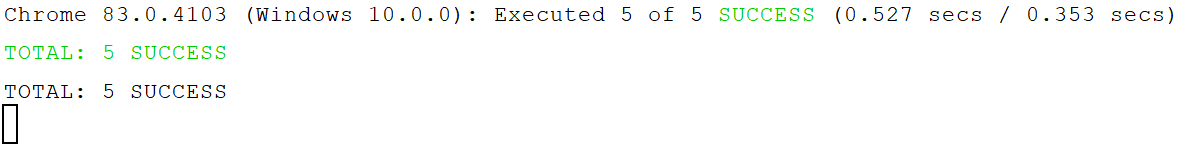 Chrome 83.0.4103 (Windows 10.0.0): Executed 5 of 5 SUCCESS (0.527 secs / 0.353 secs)
TOTAL: 5 SUCCESS
TOTAL: 5 SUCCESS